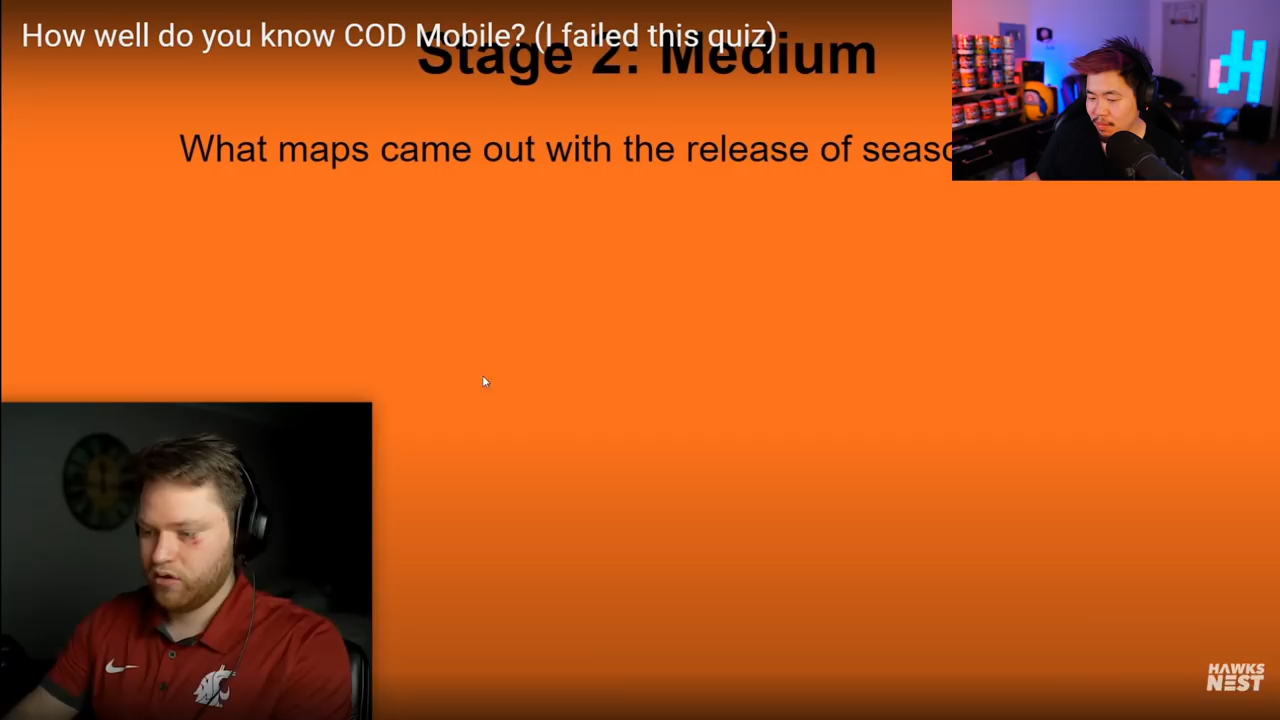 How well do you know COD Mobile? (I failed this quiz)
Stage 2: Medium
What maps came out with the release of seaso
HAWKS
NEST